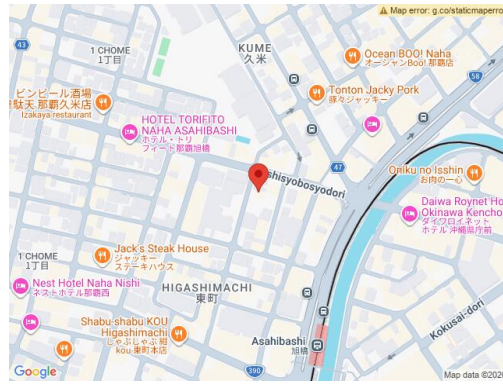 Map error: g.co/staticmaperro
43
1 CHOME
1丁目
KUME
久米
Ocean BOO! Naha
オーシャンBoo! 那覇店
ビンビール酒場
駄天 那覇久米店
Izakaya restaurant
Tonton Jacky Pork
豚々ジャッキー
HOTEL TORIFITO
NAHA ASAHIBASHI
ホテル・トリ
フィート那覇旭橋
47
shisyobosyodori
Oniku no Isshin
お肉の一心
Daiwa Roynet Ho
Okinawa Kencho
ダイワロイネット
ホテル 沖縄県庁前
Jack's Steak House
ジャッキー
ステーキハウス
1 CHOME
1丁目
Nest Hotel Naha Nishi
ネストホテル那覇西
HIGASHIMACHI
東町
Kokusai-dori
Shabu-shabu KOU
Higashimachi
しゃぶしゃぶ 紺
kou 東町本店
Asahibashi
旭橋
390
Google
Map data ©202